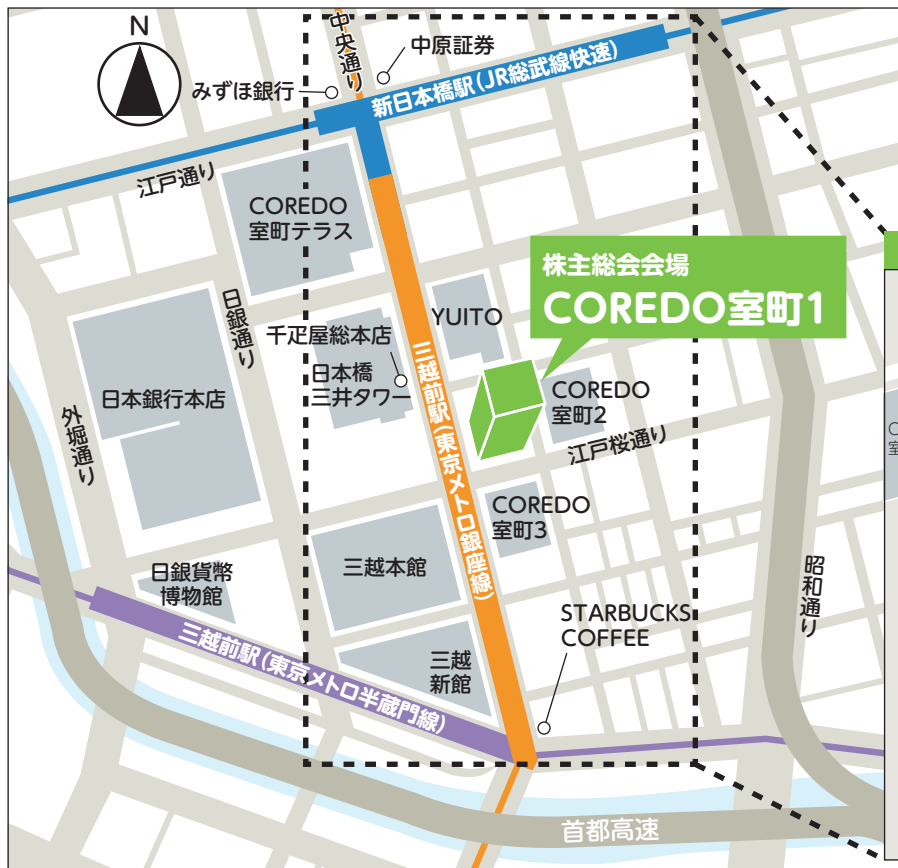 N
中央通り
中原証券
みずほ銀行
新日本橋駅(JR総武線快速)
江戸通り
COREDO
室町テラス
株主総会会場
COREDO室町1
日銀通り
YUITO
千疋屋総本店
日本橋
三井タワー
三越前駅(東京メトロ銀座線)
COREDO
室町2
日本銀行本店
外堀通り
江戸桜通り
COREDO
室町3
三越本館
日銀貨幣
博物館
昭和通り
STARBUCKS
COFFEE
三越前駅(東京メトロ半蔵門線)
三越
新館
首都高速